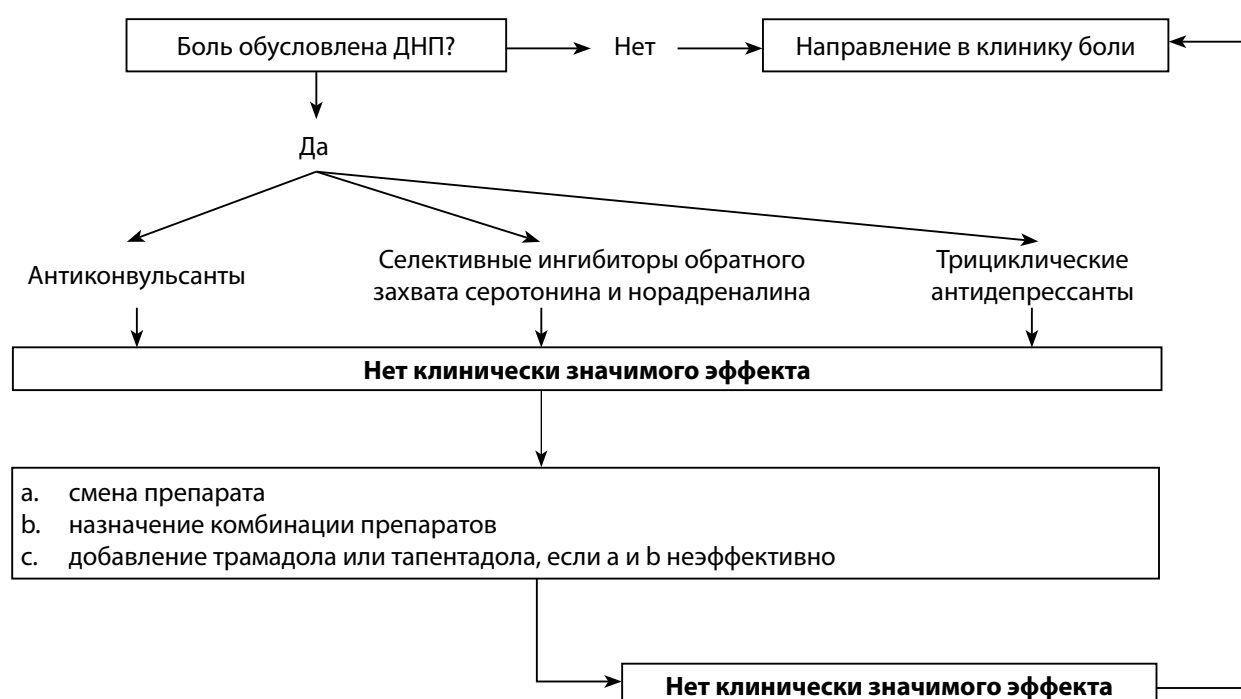 Боль обусловлена ДНП?
Нет
Направление в клинику боли
Да
Антиконвульсанты
Селективные ингибиторы обратного
захвата серотонина и норадреналина
Трициклические
антидепрессанты
Нет клинически значимого эффекта
a. смена препарата
b. назначение комбинации препаратов
c. добавление трамадола или тапентадола, если a и b неэффективно
Нет клинически значимого эффекта